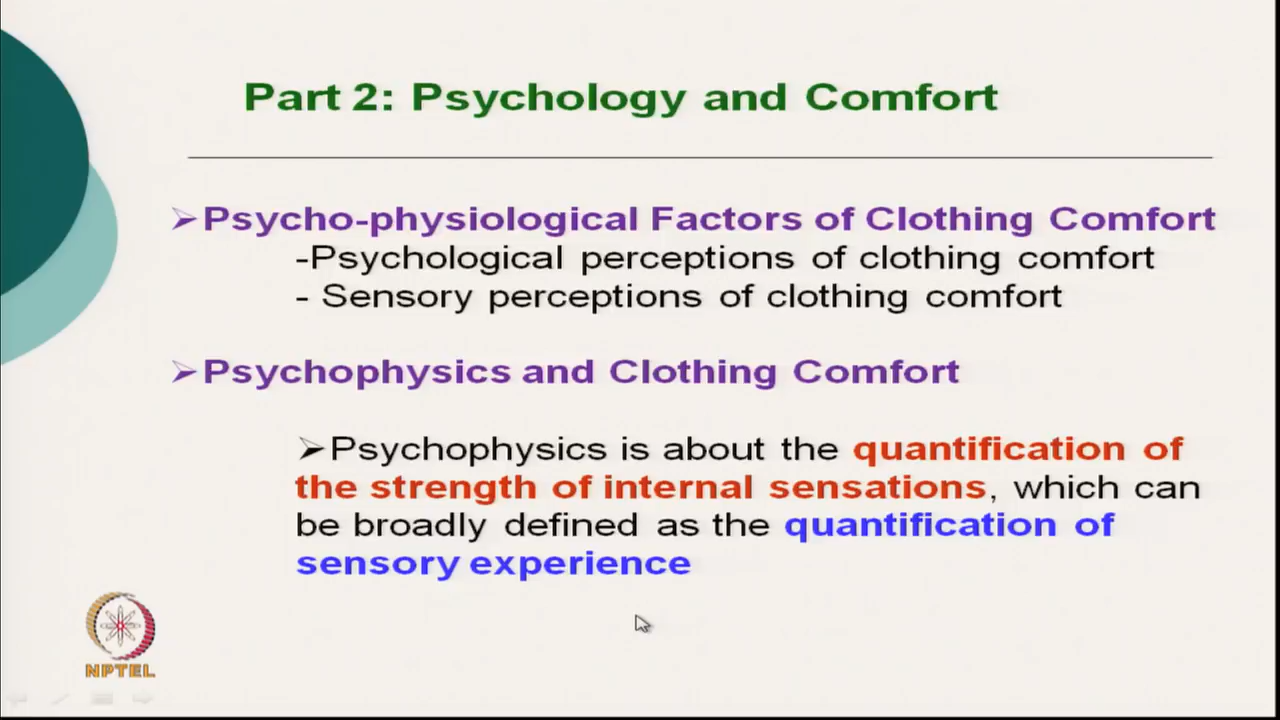 Part 2: Psychology and Comfort
➢Psycho-physiological Factors of Clothing Comfort
-Psychological perceptions of clothing comfort
- Sensory perceptions of clothing comfort
➢Psychophysics and Clothing Comfort
➢Psychophysics is about the quantification of
the strength of internal sensations, which can
be broadly defined as the quantification of
sensory experience
NPTEL